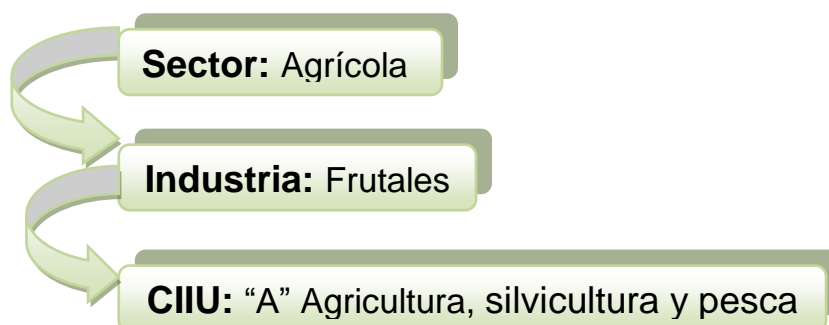 Sector: Agrícola
Industria: Frutales
CIIU: “A” Agricultura, silvicultura y pesca